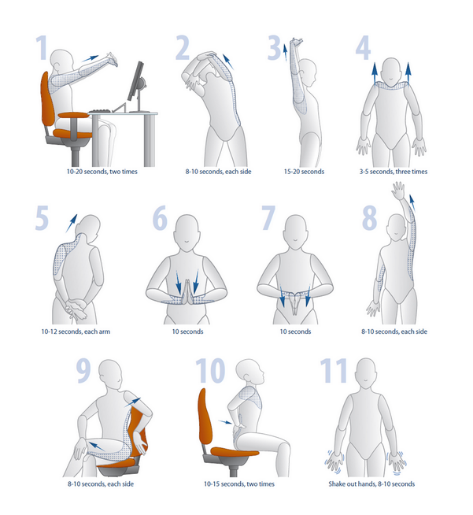 1
2
3
4
10-20 seconds, two times
8-10 seconds, each side
15-20 seconds
3-5 seconds, three times
5
6
7
8
10-12 seconds, each arm
10 seconds
10 seconds
8-10 seconds, each side
9
10
11
8-10 seconds, each side
10-15 seconds, two times
Shake out hands, 8-10 seconds